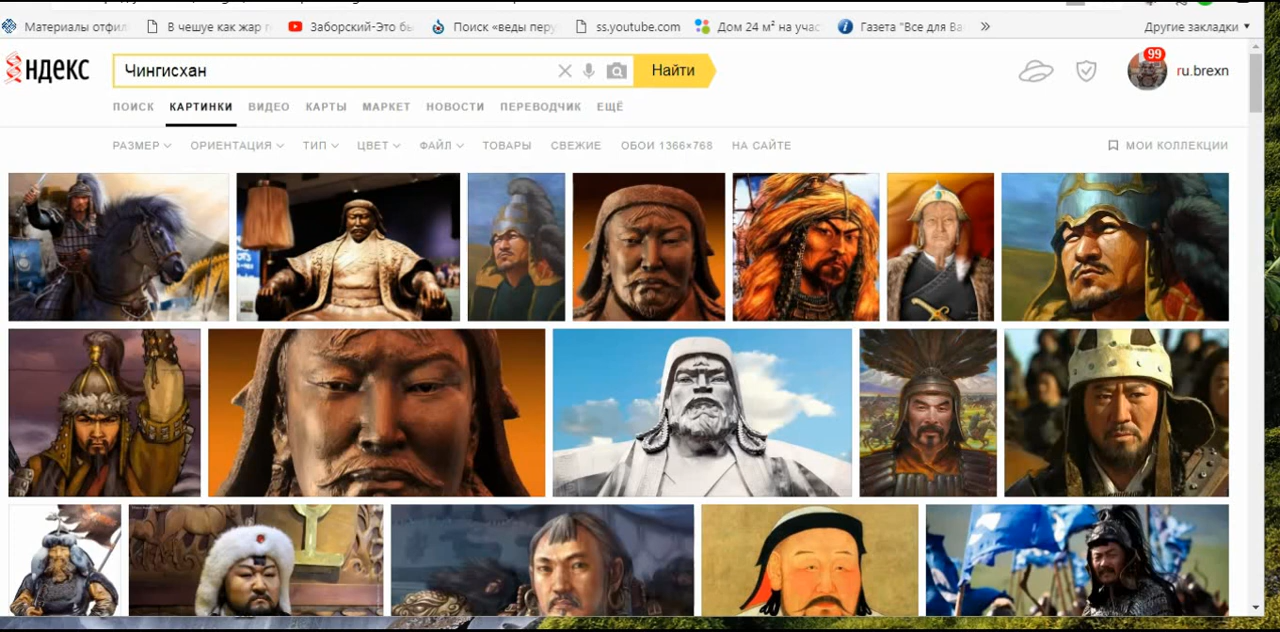 Материалы отфил В чешуе как жар г Заборский-Это бы Поиск «веды перу ss.youtube.com Дом 24 м² на учас Газета "Все для Ва » Другие закладки
Яндекс Чингисхан Найти 99 ru.brexn
ПОИСК КАРТИНКИ ВИДЕО КАРТЫ МАРКЕТ НОВОСТИ ПЕРЕВОДЧИК ЕЩЁ
РАЗМЕР ОРИЕНТАЦИЯ ТИП ЦВЕТ ФАЙЛ ТОВАРЫ СВЕЖИЕ ОБОИ 1366×768 НА САЙТЕ МОИ КОЛЛЕКЦИИ